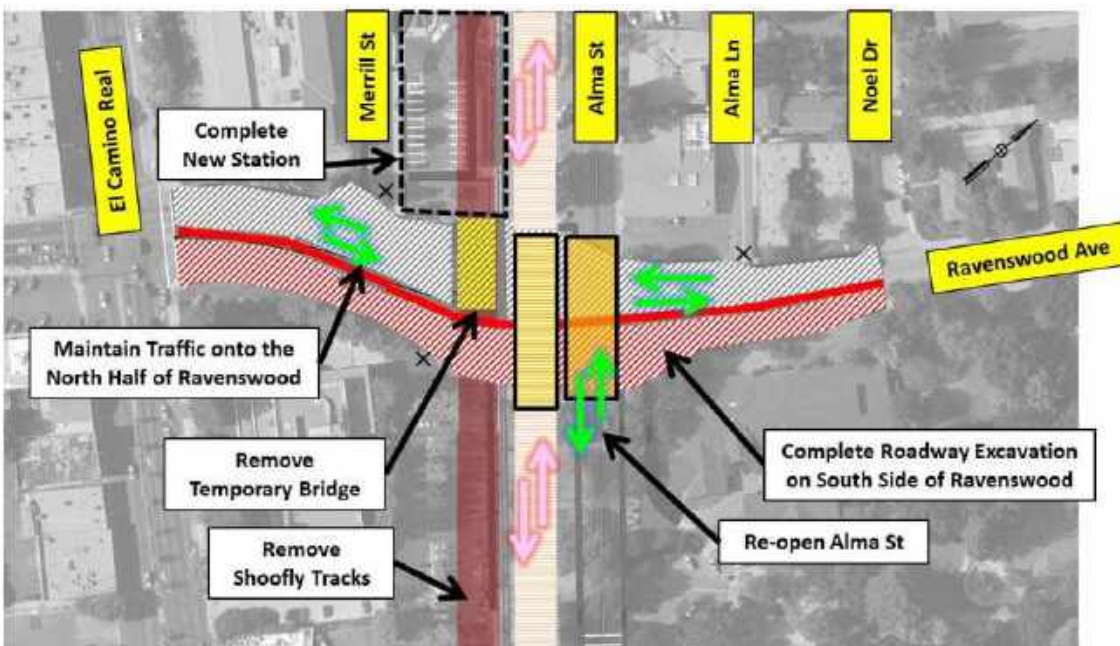 El Camino Real
Merrill St
Alma St
Alma Ln
Noel Dr
Complete
New Station
Ravenswood Ave
Maintain Traffic onto the
North Half of Ravenswood
Remove
Temporary Bridge
Complete Roadway Excavation
on South Side of Ravenswood
Remove
Shoofly Tracks
Re-open Alma St